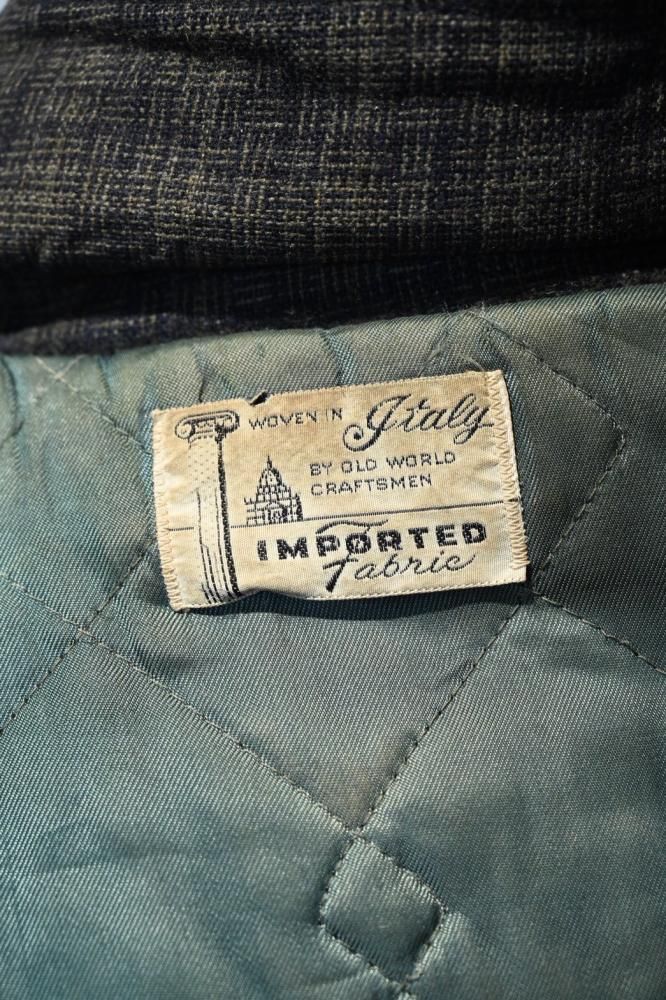 WOVEN IN Italy
BY OLD WORLD
CRAFTSMEN
IMPORTED
Fabric